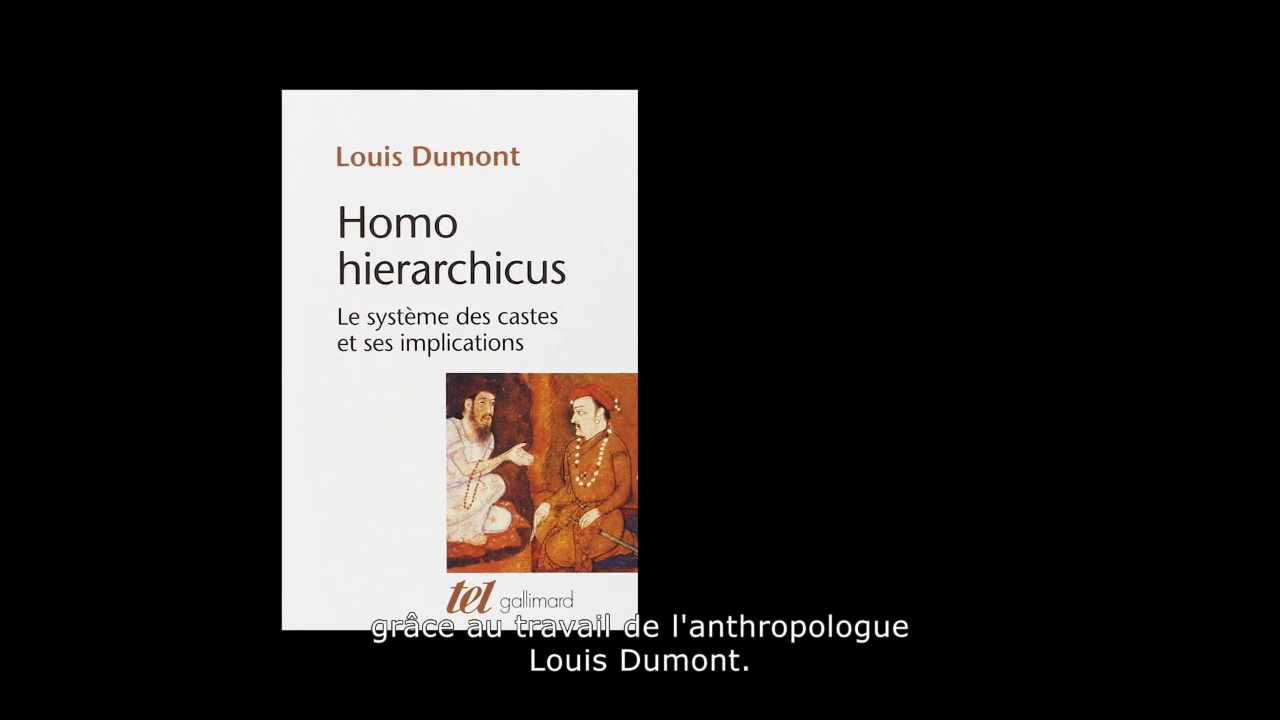 Louis Dumont
Homo
hierarchicus
Le système des castes
et ses implications
tel gallimard
grâce au travail de l'anthropologue
Louis Dumont.